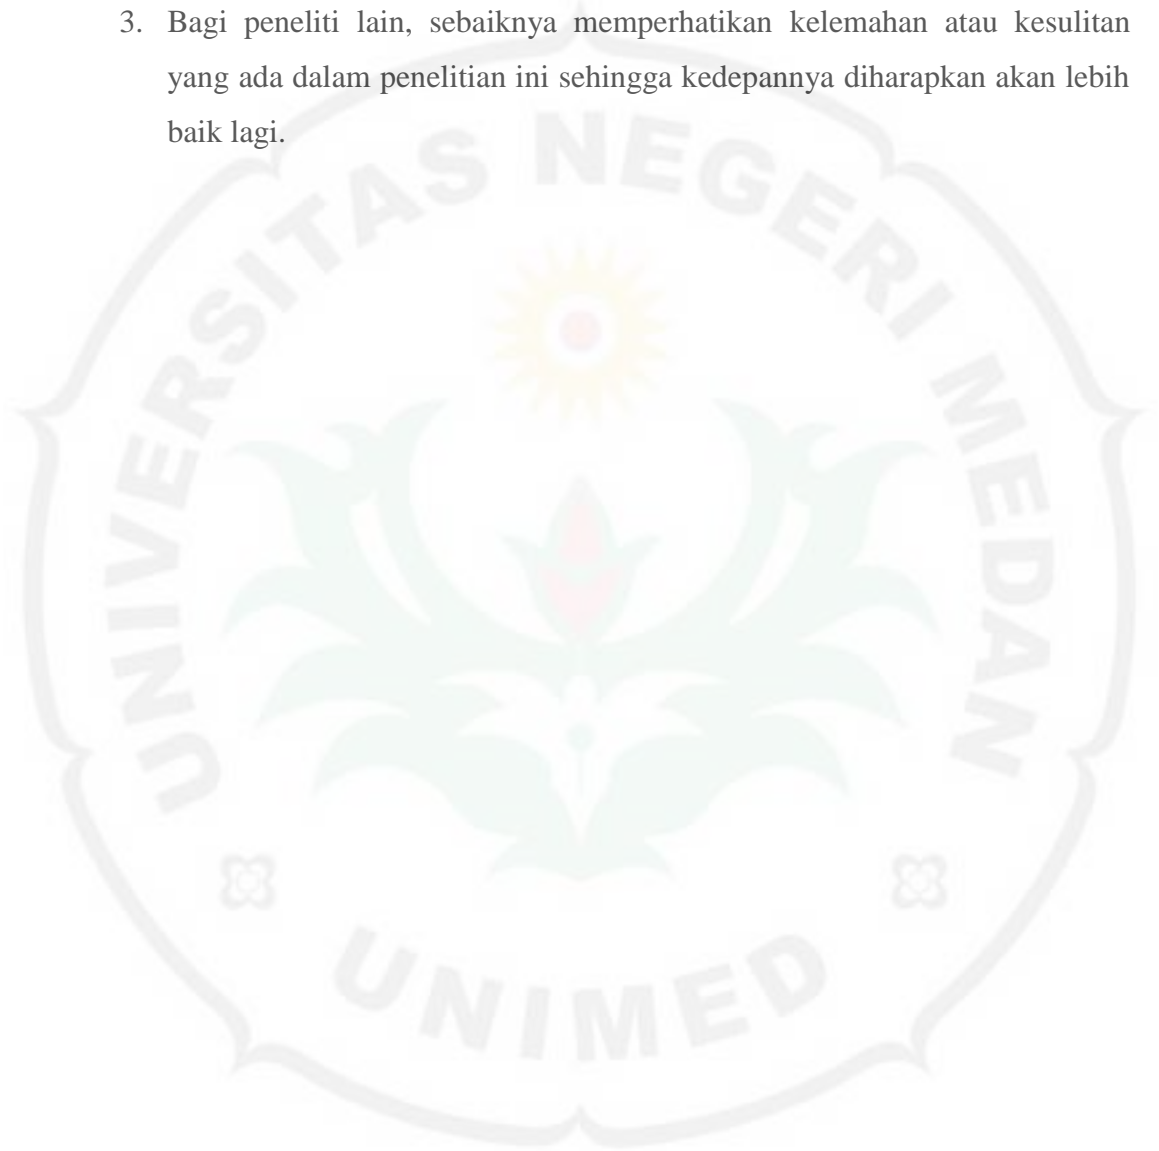 3. Bagi peneliti lain, sebaiknya memperhatikan kelemahan atau kesulitan
yang ada dalam penelitian ini sehingga kedepannya diharapkan akan lebih
baik lagi.
UNIVERSITAS NEGERI MEDAN
UNIMED